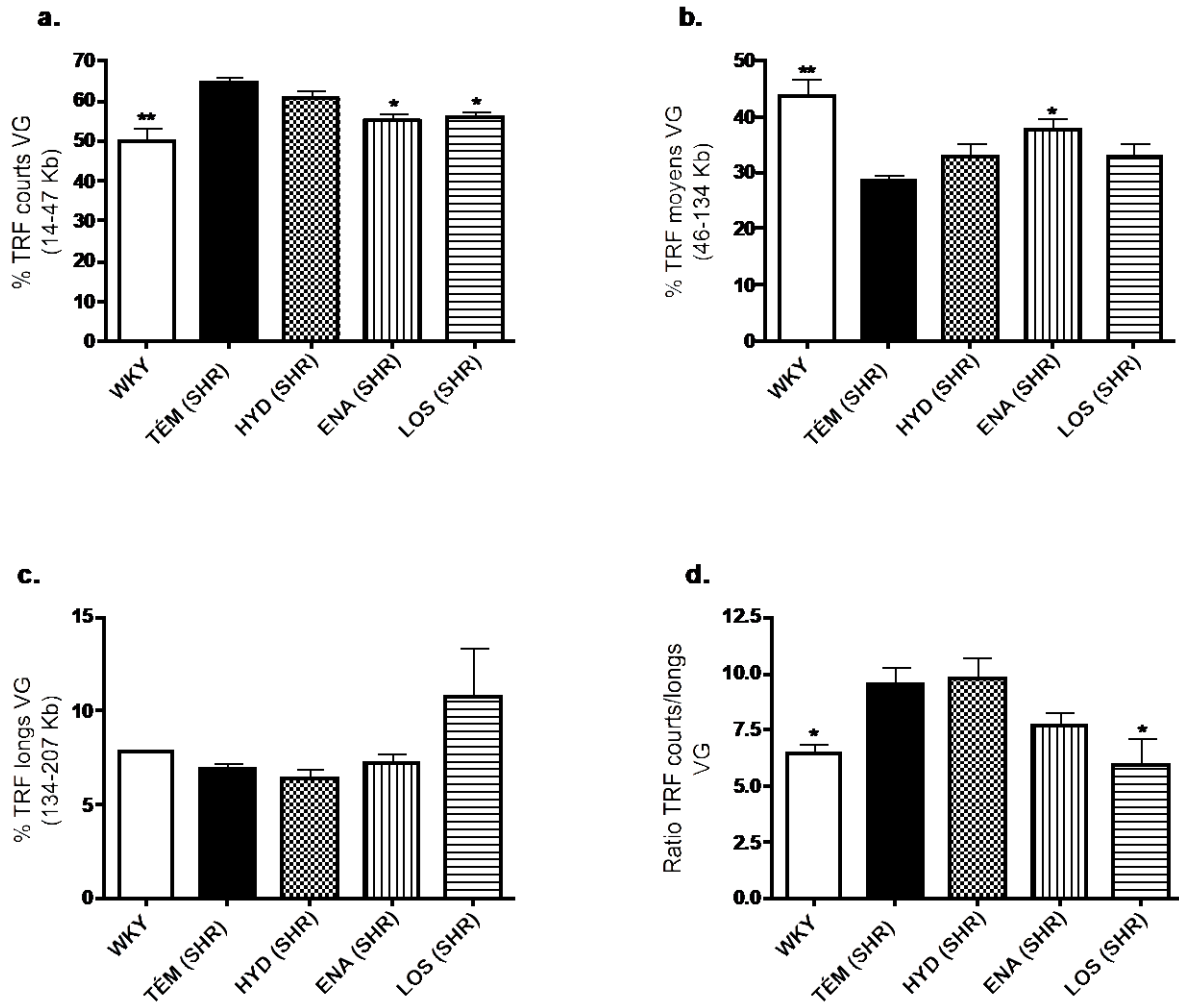 a.
% TRF courts VG
(14-47 Kb)
70
60
50
40
30
20
10
0
**
*
*
WKY
TÉM (SHR)
HYD (SHR)
ENA (SHR)
LOS (SHR)
b.
% TRF moyens VG
(46-134 Kb)
50
40
30
20
10
0
**
*
WKY
TÉM (SHR)
HYD (SHR)
ENA (SHR)
LOS (SHR)
c.
% TRF longs VG
(134-207 Kb)
15
10
5
0
WKY
TÉM (SHR)
HYD (SHR)
ENA (SHR)
LOS (SHR)
d.
Ratio TRF courts/longs
VG
12.5
10.0
7.5
5.0
2.5
0.0
*
*
WKY
TÉM (SHR)
HYD (SHR)
ENA (SHR)
LOS (SHR)